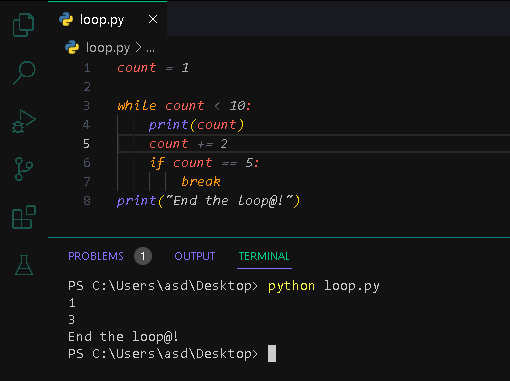 loop.py
loop.py > ...
1 count = 1
2
3 while count < 10:
4 print(count)
5 count += 2
6 if count == 5:
7 break
8 print("End the loop@!")
PROBLEMS 1 OUTPUT TERMINAL
PS C:\Users\asd\Desktop> python loop.py
1
3
End the loop@!
PS C:\Users\asd\Desktop>